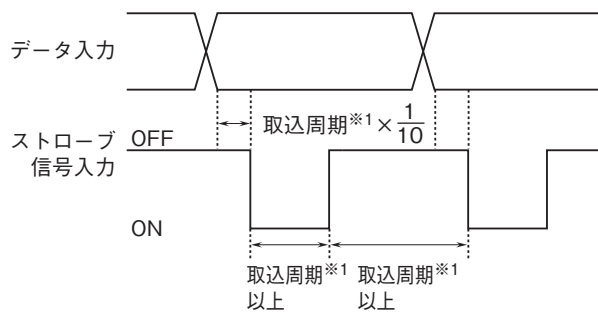 データ入力
取込周期※1×1/10
ストローブ
信号入力
OFF
ON
取込周期※1
以上
取込周期※1
以上